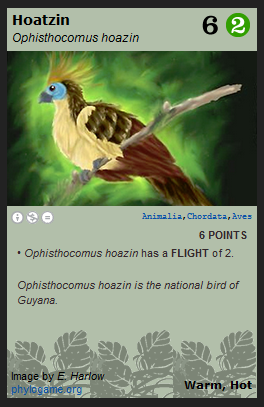 Hoatzin
Ophisthocomus hoazin
6 2
Animalia,Chordata,Aves
6 POINTS
• Ophisthocomus hoazin has a FLIGHT of 2.
Ophisthocomus hoazin is the national bird of
Guyana.
Image by E. Harlow
phylogame.org
Warm, Hot